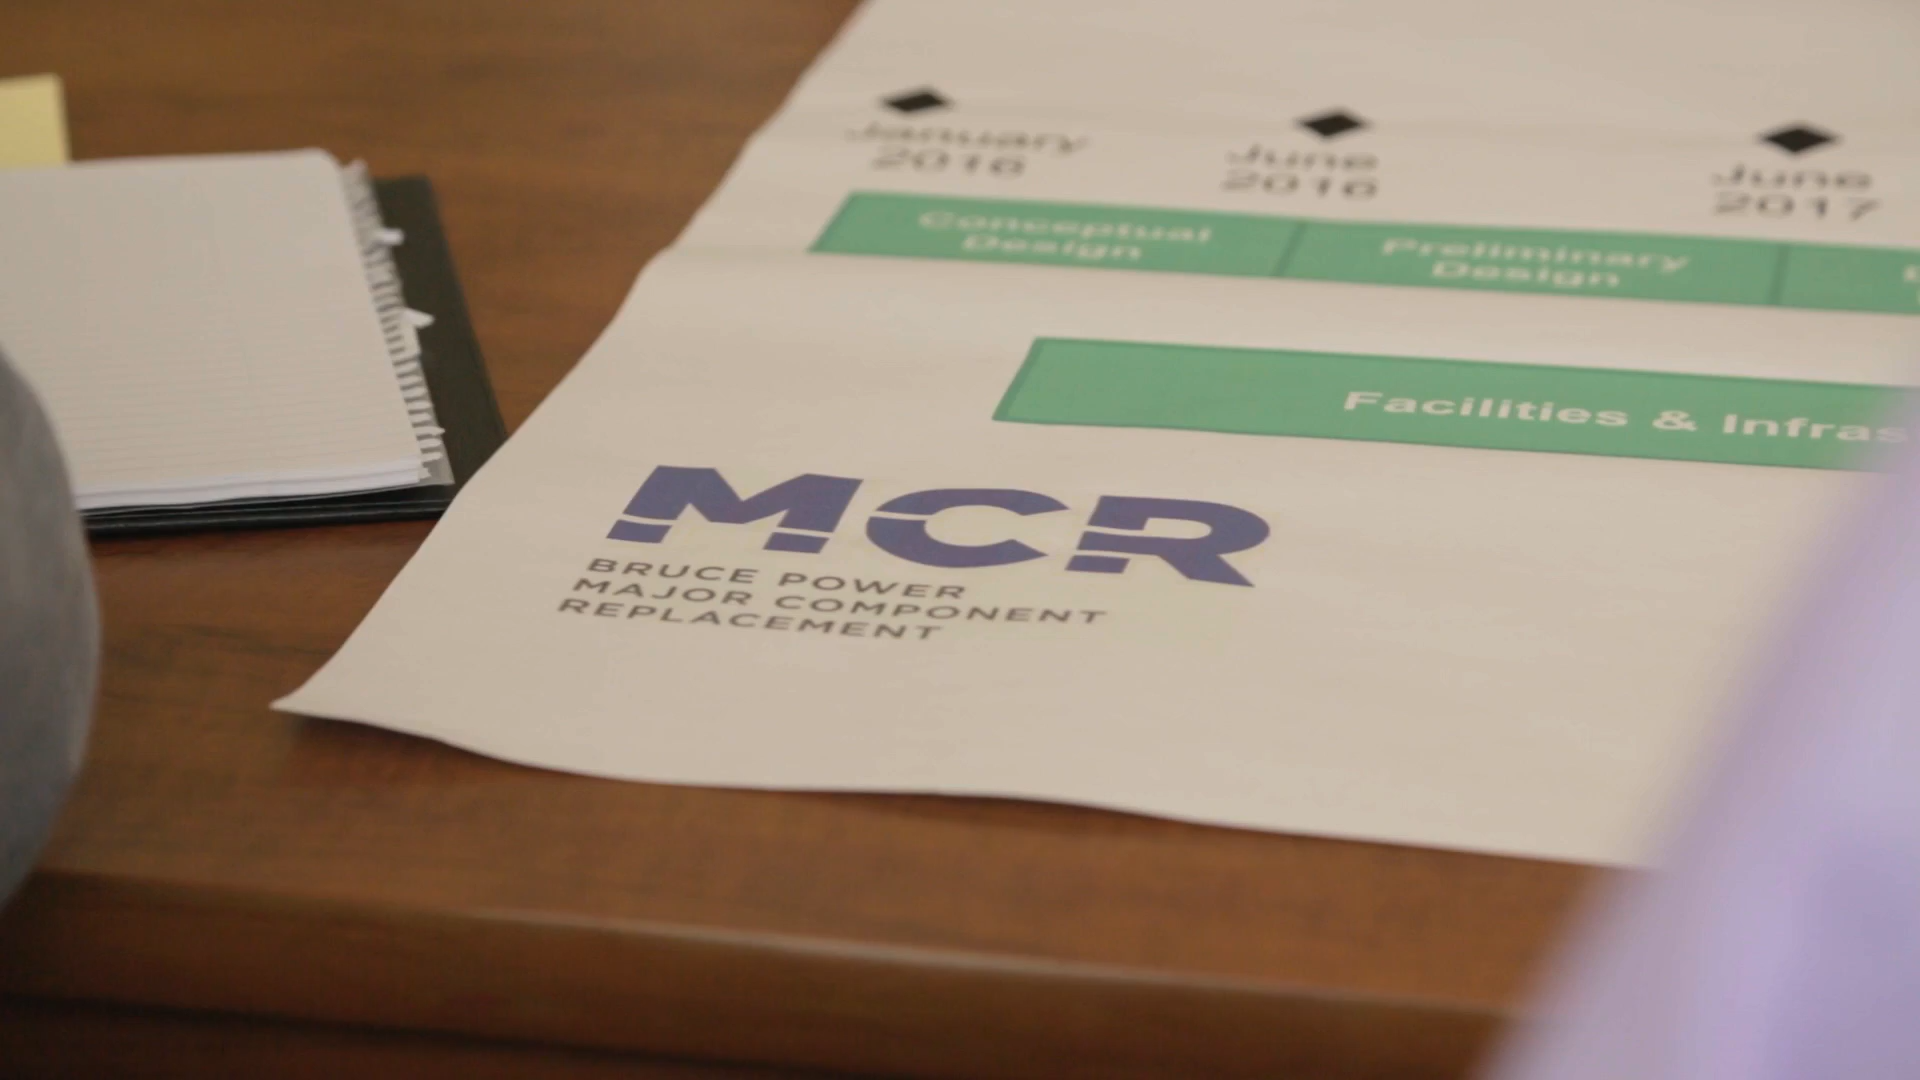 January
2016
June
2016
June
2017
Conceptual
Design
Preliminary
Design
Facilities & Infras
MCR
BRUCE POWER
MAJOR COMPONENT
REPLACEMENT